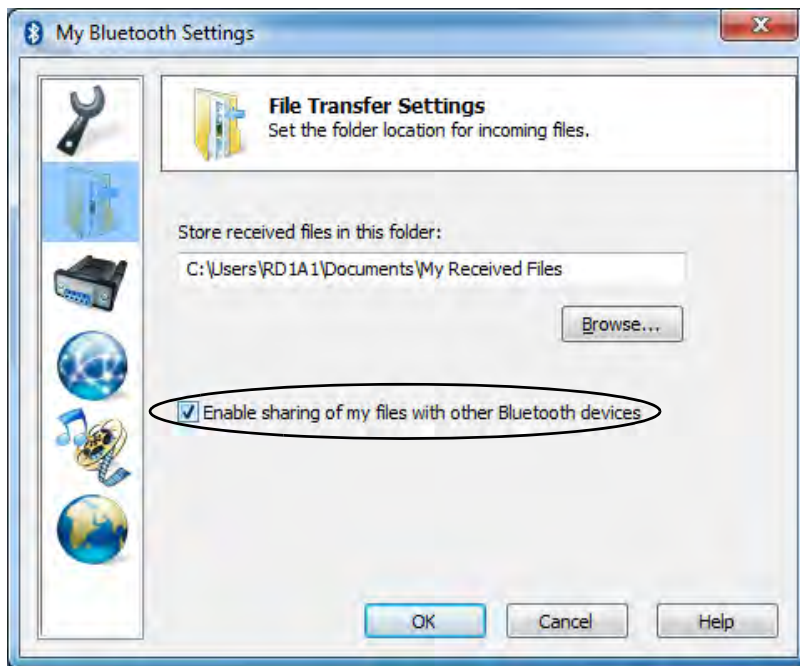 My Bluetooth Settings
X
File Transfer Settings
Set the folder location for incoming files.
Store received files in this folder:
C:\Users\RD1A1\Documents\My Received Files
Browse...
Enable sharing of my files with other Bluetooth devices
OK
Cancel
Help